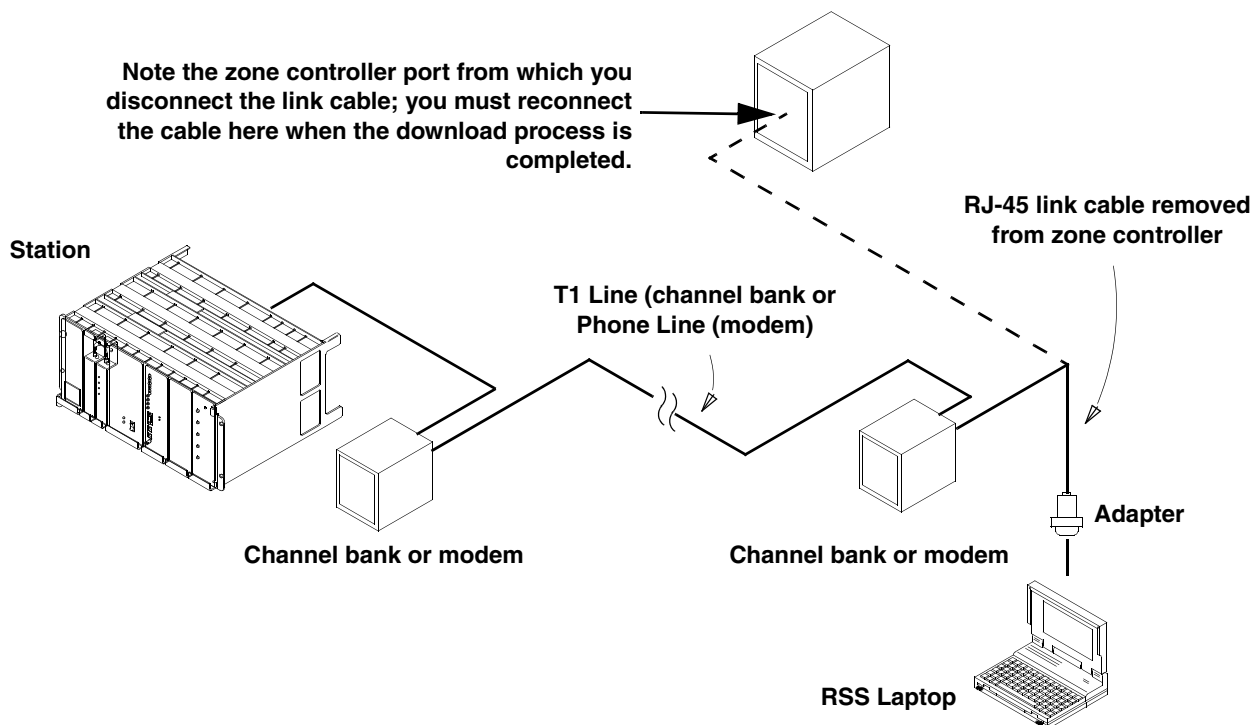 Note the zone controller port from which you
disconnect the link cable; you must reconnect
the cable here when the download process is
completed.
RJ-45 link cable removed
from zone controller
Station
T1 Line (channel bank or
Phone Line (modem)
Adapter
Channel bank or modem
Channel bank or modem
RSS Laptop